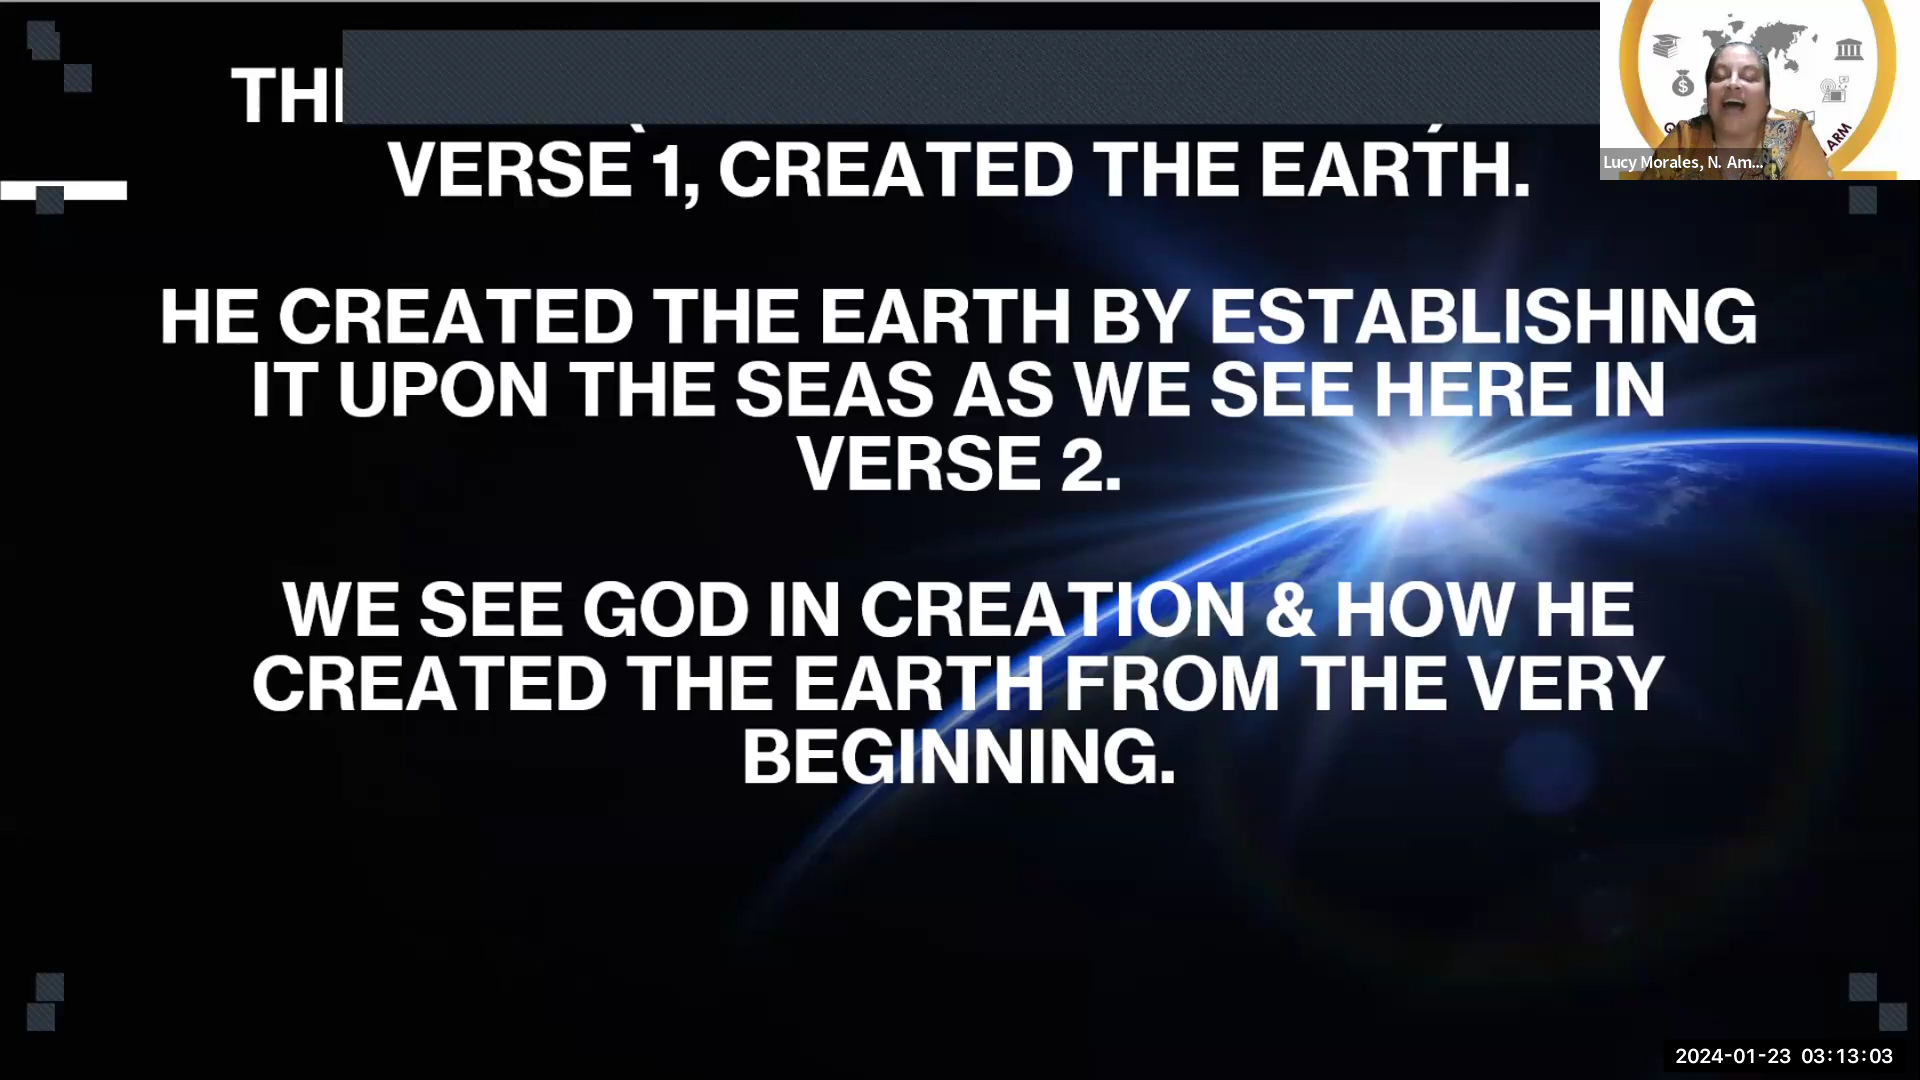 VERSE 1, CREATED THE EARTH.
HE CREATED THE EARTH BY ESTABLISHING
IT UPON THE SEAS AS WE SEE HERE IN
VERSE 2.
WE SEE GOD IN CREATION & HOW HE
CREATED THE EARTH FROM THE VERY
BEGINNING.
ARM
Lucy Morales, N. Am...
2024-01-23 03:13:03